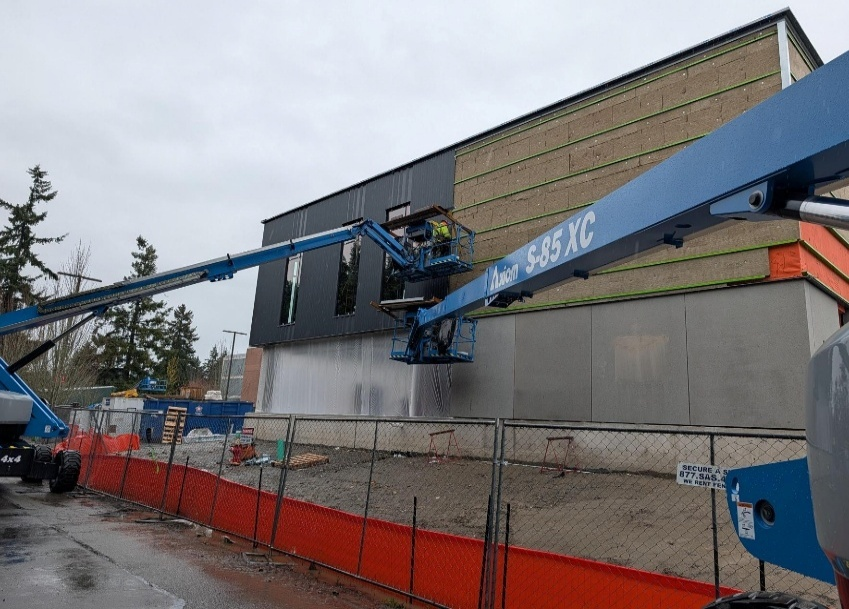 Axiom S-85 XC
SECURE A
877.SAS.
WE RENT FEN
4x4